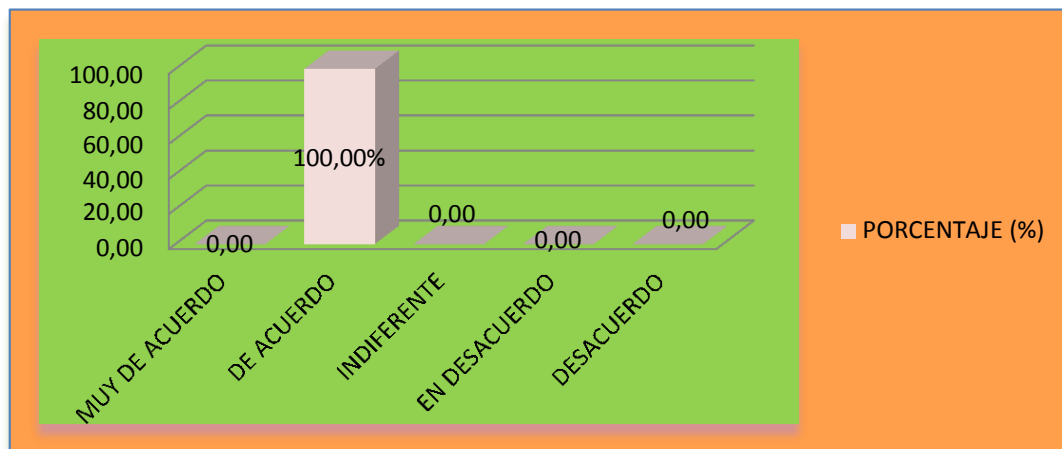 100,00
80,00
60,00
40,00
20,00
0,00
0,00
100,00%
0,00
0,00
0,00
MUY DE ACUERDO
DE ACUERDO
INDIFERENTE
EN DESACUERDO
DESACUERDO
PORCENTAJE (%)